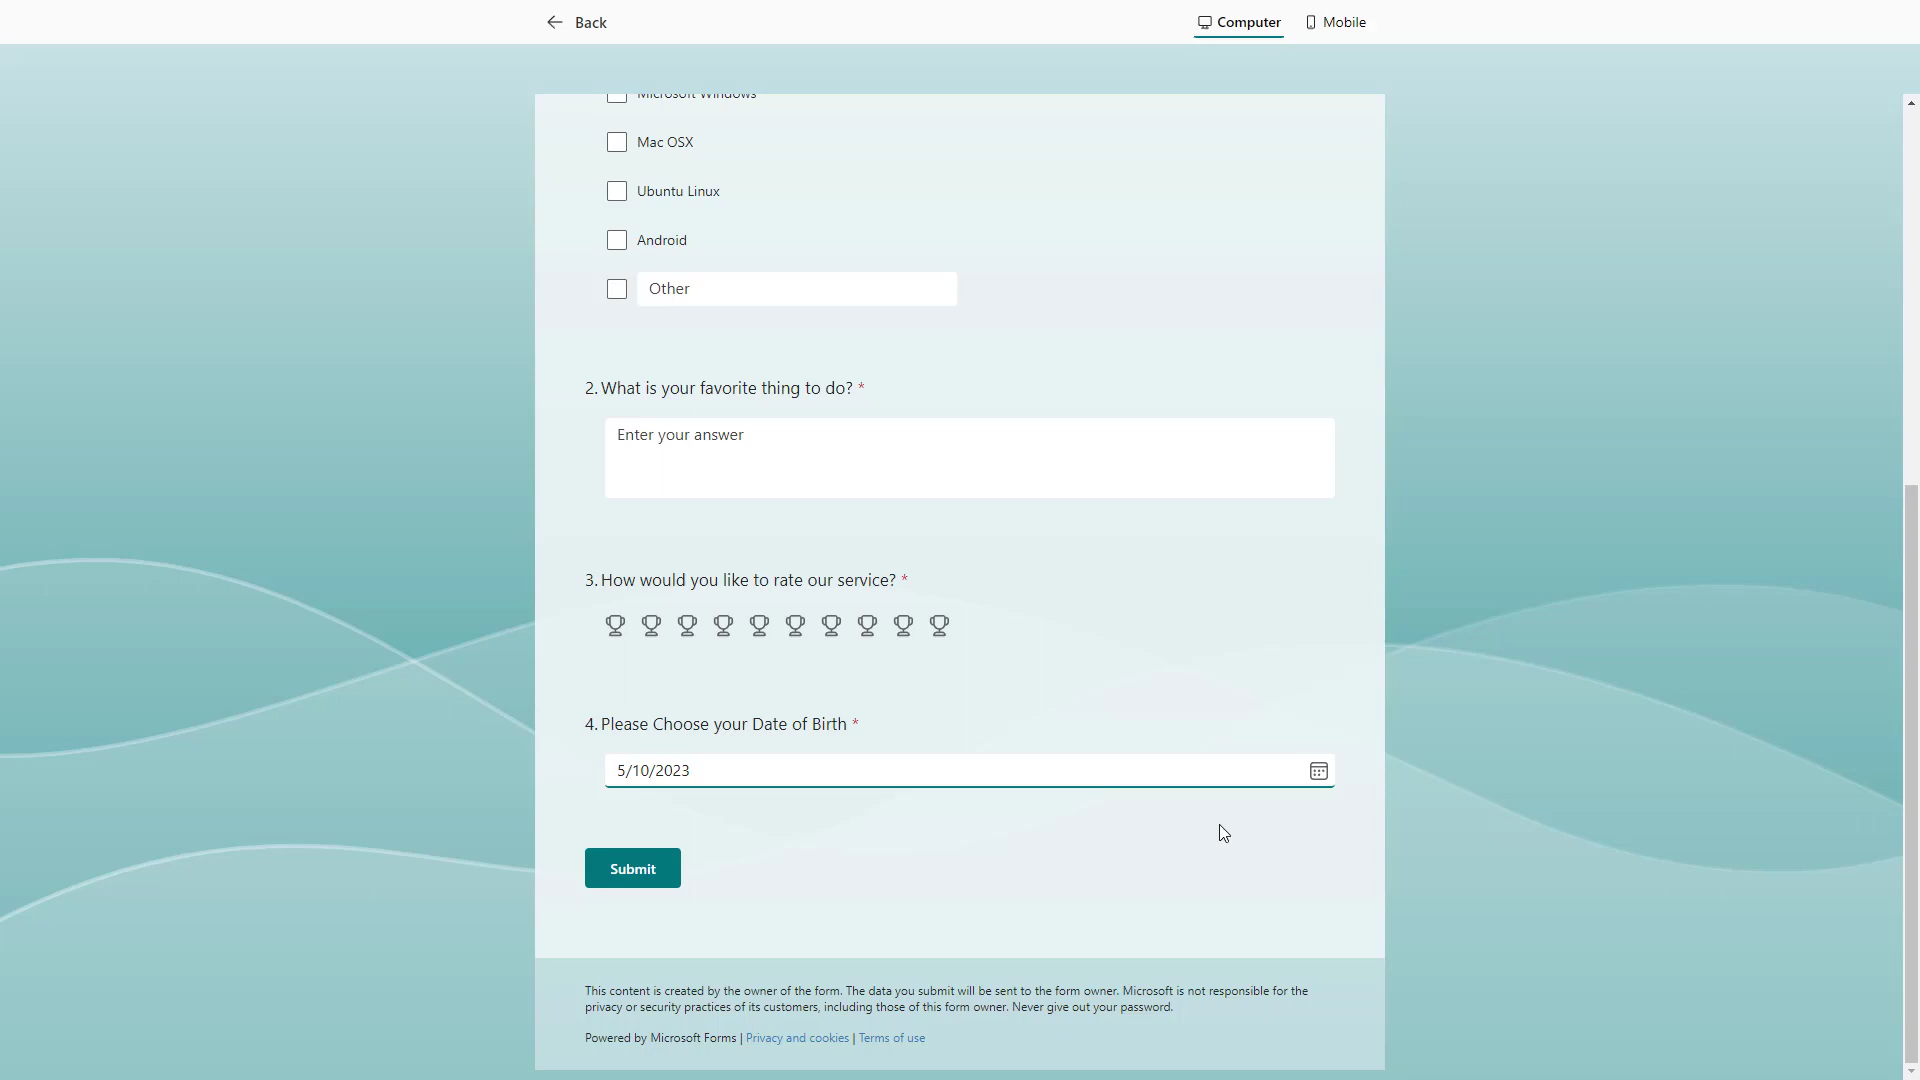 Back
Computer
Mobile
Microsoft Windows
Mac OSX
Ubuntu Linux
Android
Other
2. What is your favorite thing to do? *
Enter your answer
3. How would you like to rate our service? *
4. Please Choose your Date of Birth *
5/10/2023
Submit
This content is created by the owner of the form. The data you submit will be sent to the form owner. Microsoft is not responsible for the
privacy or security practices of its customers, including those of this form owner. Never give out your password.
Powered by Microsoft Forms | Privacy and cookies | Terms of use